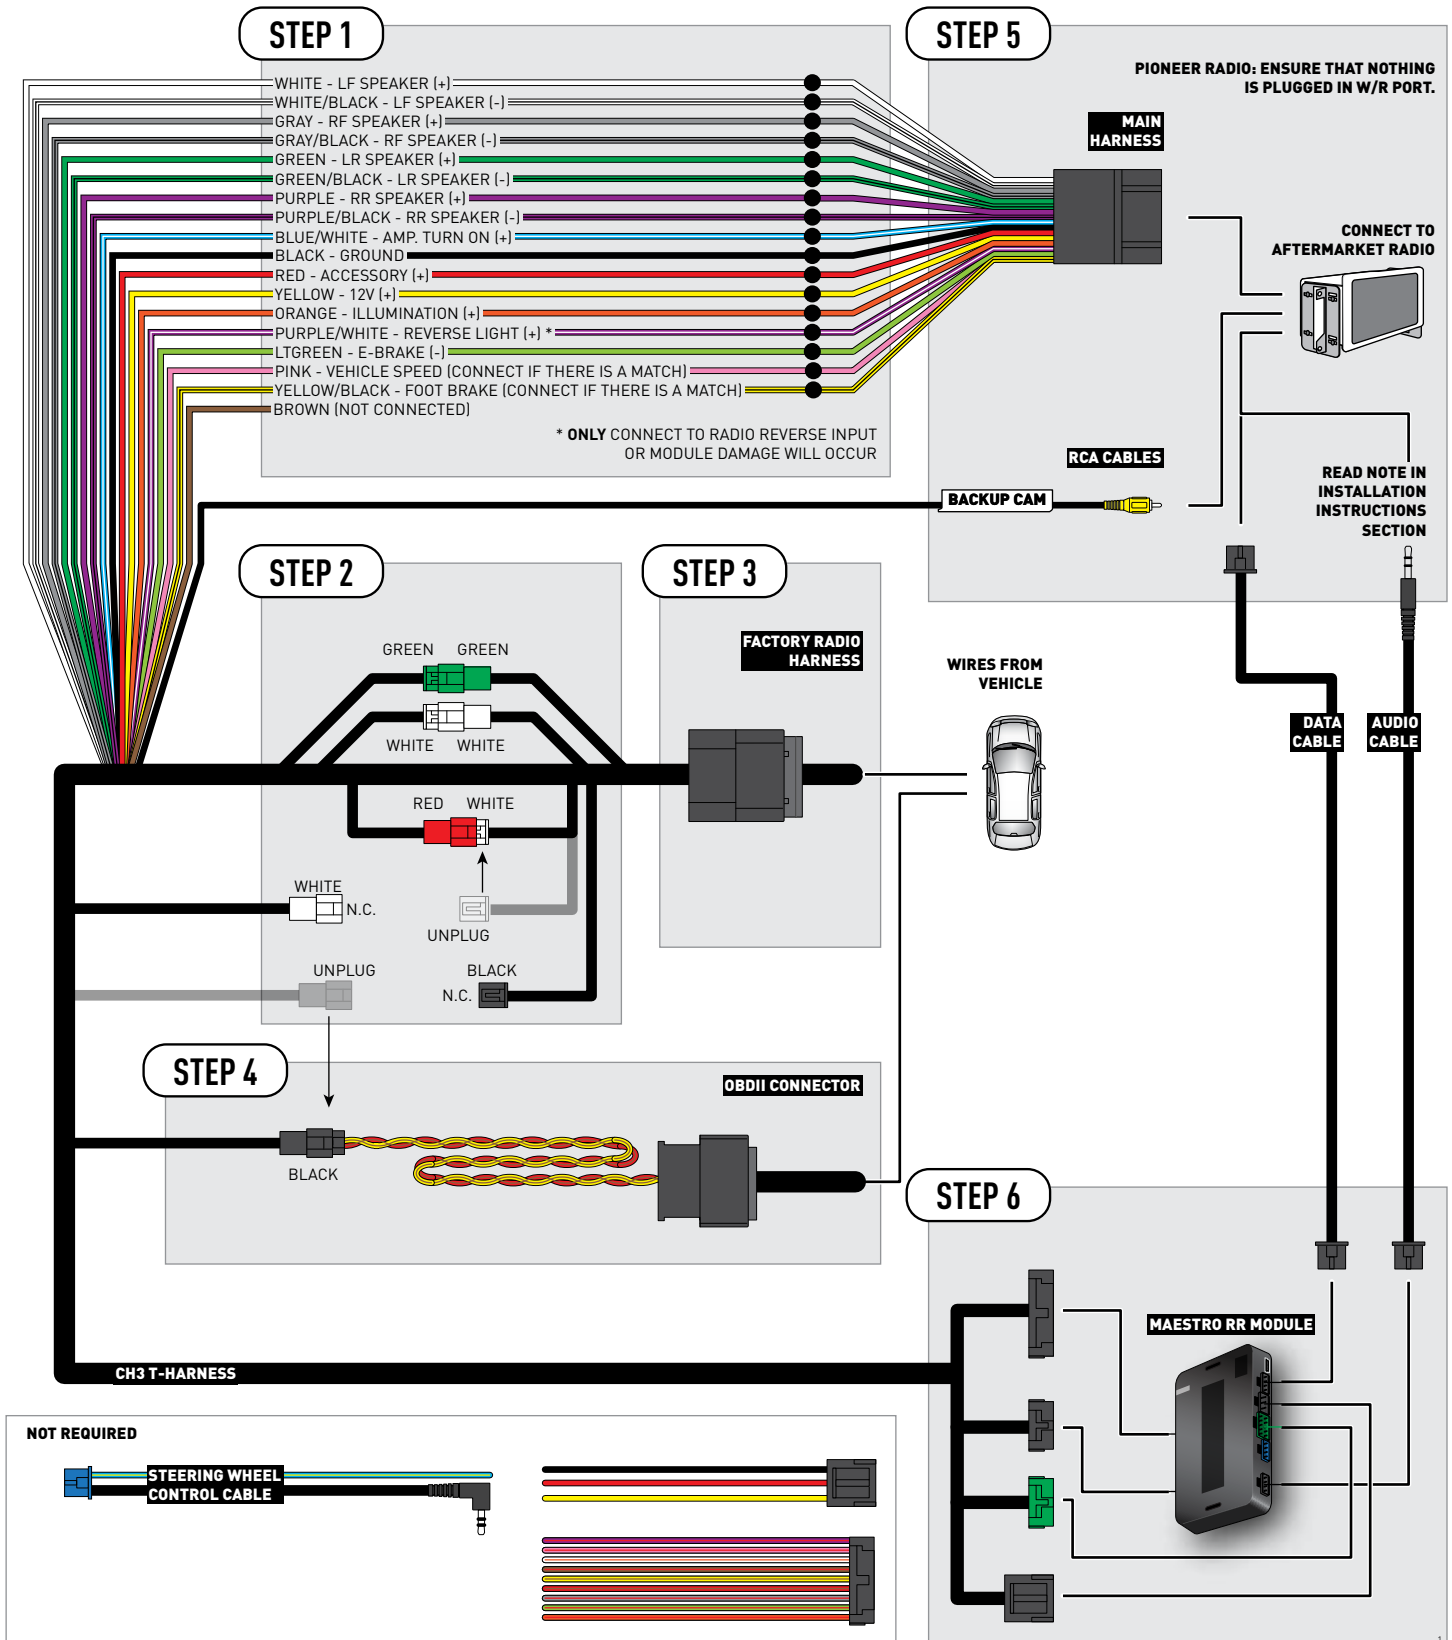 STEP 1
WHITE - LF SPEAKER (+)
WHITE/BLACK - LF SPEAKER (-)
GRAY - RF SPEAKER (+)
GRAY/BLACK - RF SPEAKER (-)
GREEN - LR SPEAKER (+)
GREEN/BLACK - LR SPEAKER (-)
PURPLE - RR SPEAKER (+)
PURPLE/BLACK - RR SPEAKER (-)
BLUE/WHITE - AMP. TURN ON (+)
BLACK - GROUND
RED - ACCESSORY (+)
YELLOW - 12V (+)
ORANGE - ILLUMINATION (+)
PURPLE/WHITE - REVERSE LIGHT (+) *
LTGREEN - E-BRAKE (-)
PINK - VEHICLE SPEED (CONNECT IF THERE IS A MATCH)
YELLOW/BLACK - FOOT BRAKE (CONNECT IF THERE IS A MATCH)
BROWN (NOT CONNECTED)
* ONLY CONNECT TO RADIO REVERSE INPUT
OR MODULE DAMAGE WILL OCCUR
STEP 5
PIONEER RADIO: ENSURE THAT NOTHING
IS PLUGGED IN W/R PORT.
MAIN
HARNESS
CONNECT TO
AFTERMARKET RADIO
RCA CABLES
BACKUP CAM
READ NOTE IN
INSTALLATION
INSTRUCTIONS
SECTION
STEP 2
GREEN GREEN
WHITE WHITE
RED WHITE
WHITE
N.C.
UNPLUG
UNPLUG
BLACK
N.C.
STEP 3
FACTORY RADIO
HARNESS
WIRES FROM
VEHICLE
DATA
CABLE
AUDIO
CABLE
STEP 4
OBDII CONNECTOR
BLACK
STEP 6
MAESTRO RR MODULE
CH3 T-HARNESS
NOT REQUIRED
STEERING WHEEL
CONTROL CABLE